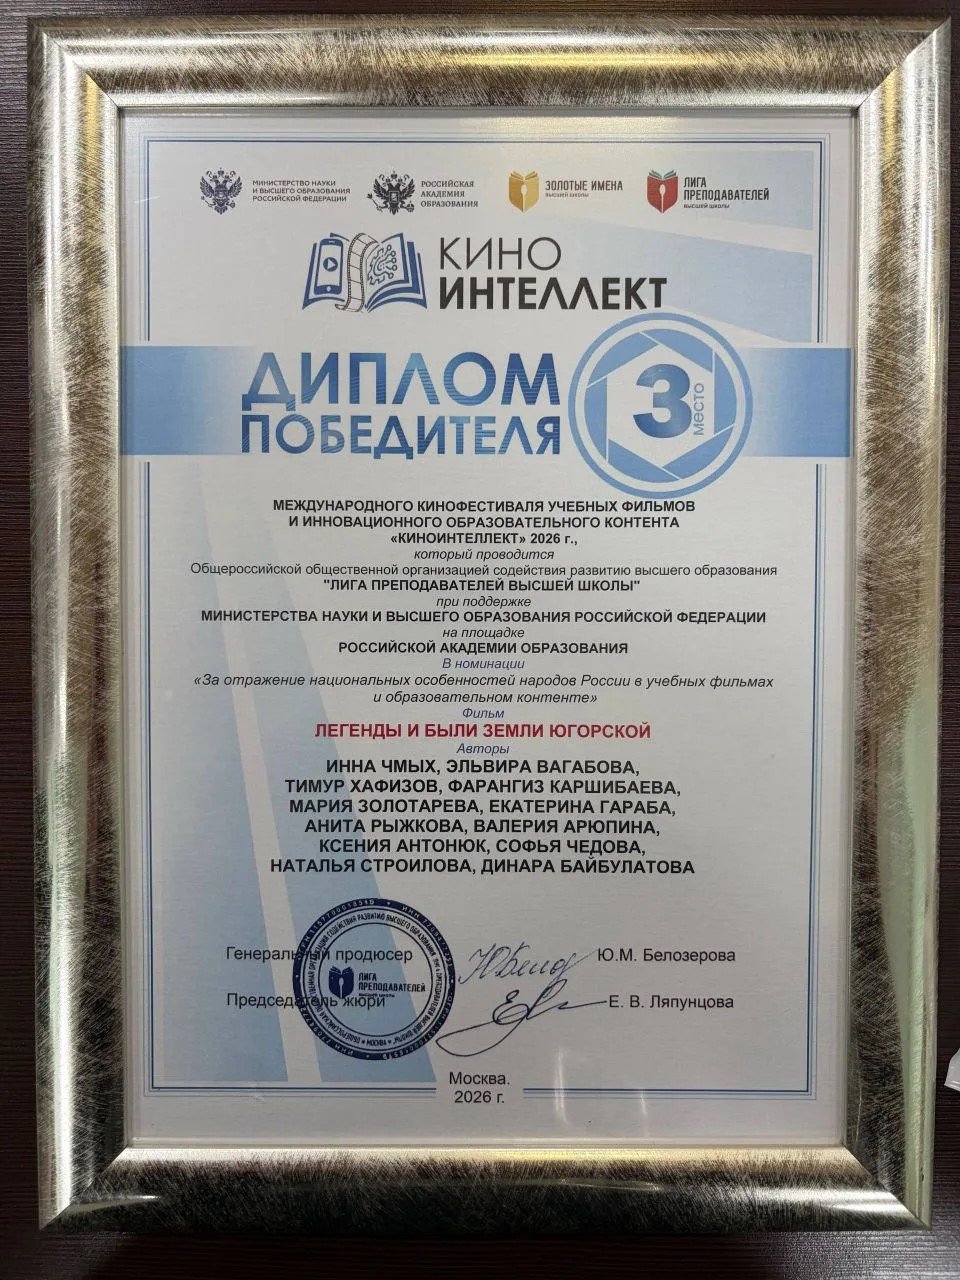 МИНИСТЕРСТВО НАУКИ
И ВЫСШЕГО ОБРАЗОВАНИЯ
РОССИЙСКОЙ ФЕДЕРАЦИИ
РОССИЙСКАЯ
АКАДЕМИЯ
ОБРАЗОВАНИЯ
ЗОЛОТЫЕ ИМЕНА
ВЫСШЕЙ ШКОЛЫ
ЛИГА
ПРЕПОДАВАТЕЛЕЙ
ВЫСШЕЙ ШКОЛЫ
КИНО
ИНТЕЛЛЕКТ
ДИПЛОМ
ПОБЕДИТЕЛЯ
3 место
МЕЖДУНАРОДНОГО КИНОФЕСТИВАЛЯ УЧЕБНЫХ ФИЛЬМОВ
И ИННОВАЦИОННОГО ОБРАЗОВАТЕЛЬНОГО КОНТЕНТА
«КИНОИНТЕЛЛЕКТ» 2026 г.,
который проводится
Общероссийской общественной организацией содействия развитию высшего образования
"ЛИГА ПРЕПОДАВАТЕЛЕЙ ВЫСШЕЙ ШКОЛЫ"
при поддержке
МИНИСТЕРСТВА НАУКИ И ВЫСШЕГО ОБРАЗОВАНИЯ РОССИЙСКОЙ ФЕДЕРАЦИИ
на площадке
РОССИЙСКОЙ АКАДЕМИИ ОБРАЗОВАНИЯ
В номинации
«За отражение национальных особенностей народов России в учебных фильмах
и образовательном контенте»
Фильм
ЛЕГЕНДЫ И БЫЛИ ЗЕМЛИ ЮГОРСКОЙ
Авторы
ИННА ЧМЫХ, ЭЛЬВИРА ВАГАБОВА,
ТИМУР ХАФИЗОВ, ФАРАНГИЗ КАРШИБАЕВА,
МАРИЯ ЗОЛОТАРЕВА, ЕКАТЕРИНА ГАРАБА,
АНИТА РЫЖКОВА, ВАЛЕРИЯ АРЮПИНА,
КСЕНИЯ АНТОНЮК, СОФЬЯ ЧЕДОВА,
НАТАЛЬЯ СТРОИЛОВА, ДИНАРА БАЙБУЛАТОВА
Генеральный продюсер Ю.М. Белозерова
Председатель жюри Е. В. Ляпунцова
ЛИГА
ПРЕПОДАВАТЕЛЕЙ
ВЫСШЕЙ ШКОЛЫ
Москва.
2026 г.